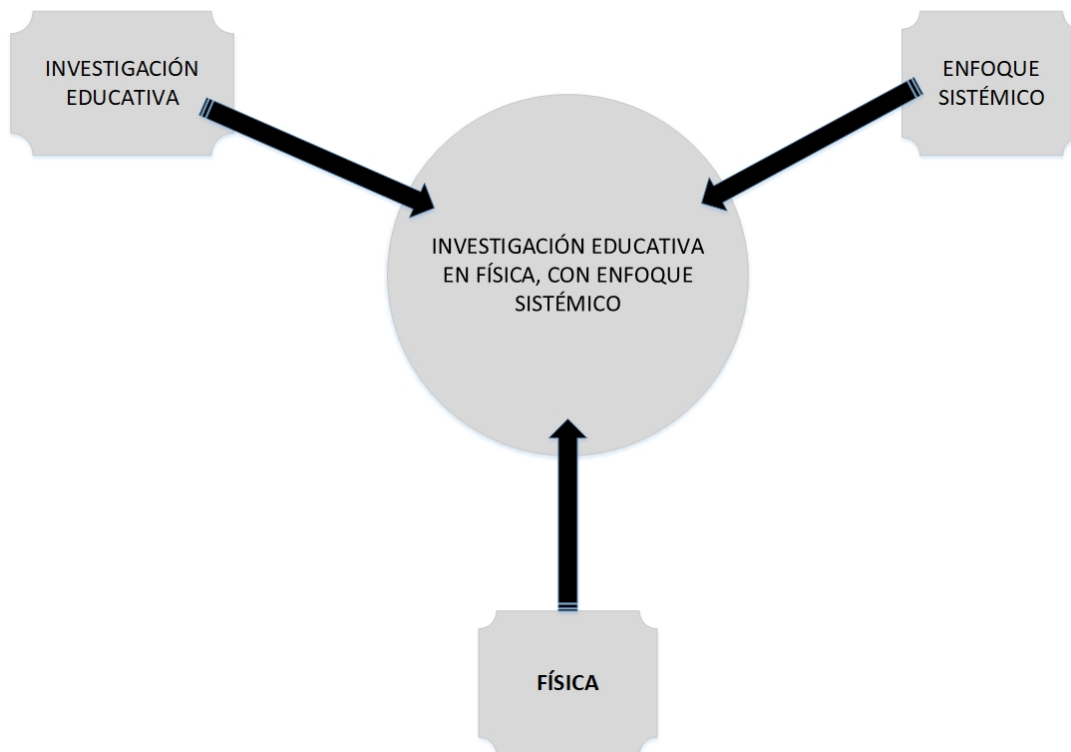 INVESTIGACIÓN
EDUCATIVA
ENFOQUE
SISTÉMICO
INVESTIGACIÓN EDUCATIVA
EN FÍSICA, CON ENFOQUE
SISTÉMICO
FÍSICA